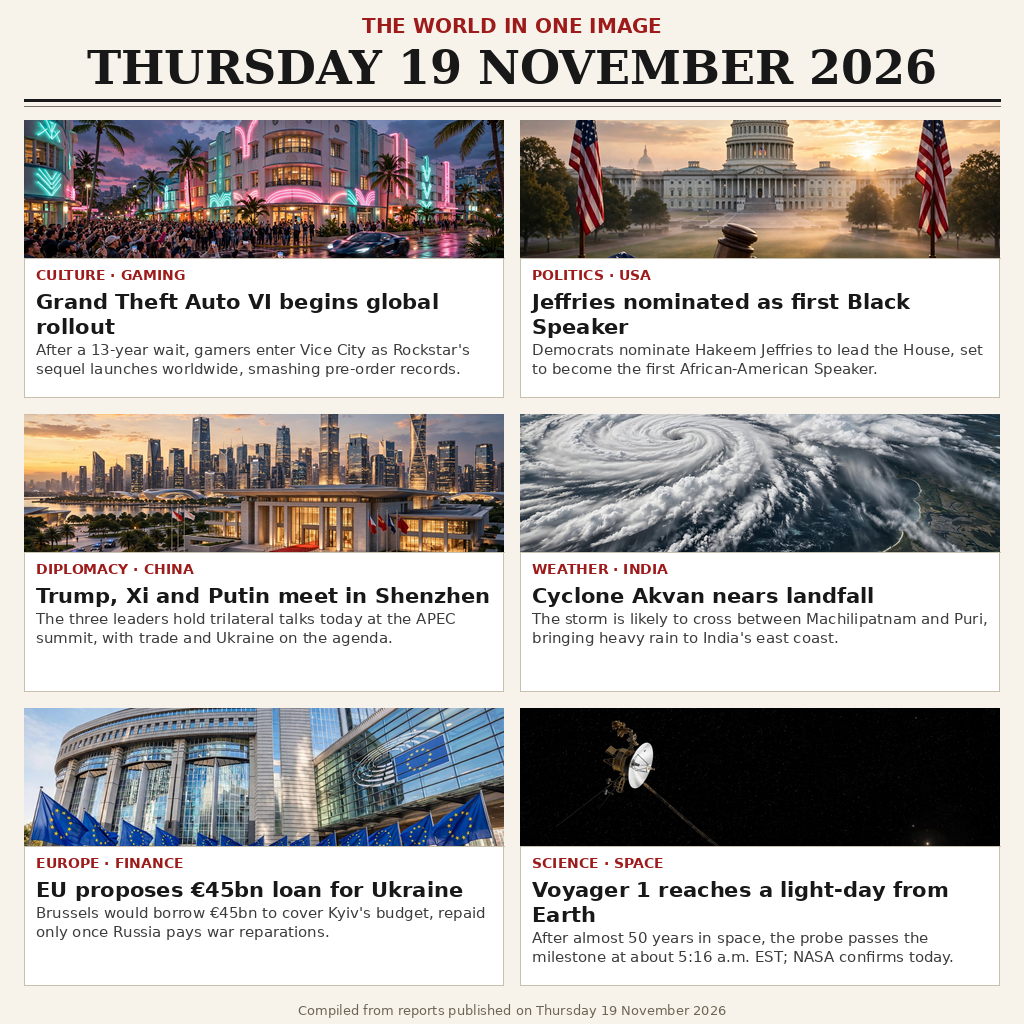 THE WORLD IN ONE IMAGE
THURSDAY 19 NOVEMBER 2026
CULTURE · GAMING
Grand Theft Auto VI begins global
rollout
After a 13-year wait, gamers enter Vice City as Rockstar's
sequel launches worldwide, smashing pre-order records.
POLITICS · USA
Jeffries nominated as first Black
Speaker
Democrats nominate Hakeem Jeffries to lead the House, set
to become the first African-American Speaker.
DIPLOMACY · CHINA
Trump, Xi and Putin meet in Shenzhen
The three leaders hold trilateral talks today at the APEC
summit, with trade and Ukraine on the agenda.
WEATHER · INDIA
Cyclone Akvan nears landfall
The storm is likely to cross between Machilipatnam and Puri,
bringing heavy rain to India's east coast.
EUROPE · FINANCE
EU proposes €45bn loan for Ukraine
Brussels would borrow €45bn to cover Kyiv's budget, repaid
only once Russia pays war reparations.
SCIENCE · SPACE
Voyager 1 reaches a light-day from
Earth
After almost 50 years in space, the probe passes the
milestone at about 5:16 a.m. EST; NASA confirms today.
Compiled from reports published on Thursday 19 November 2026